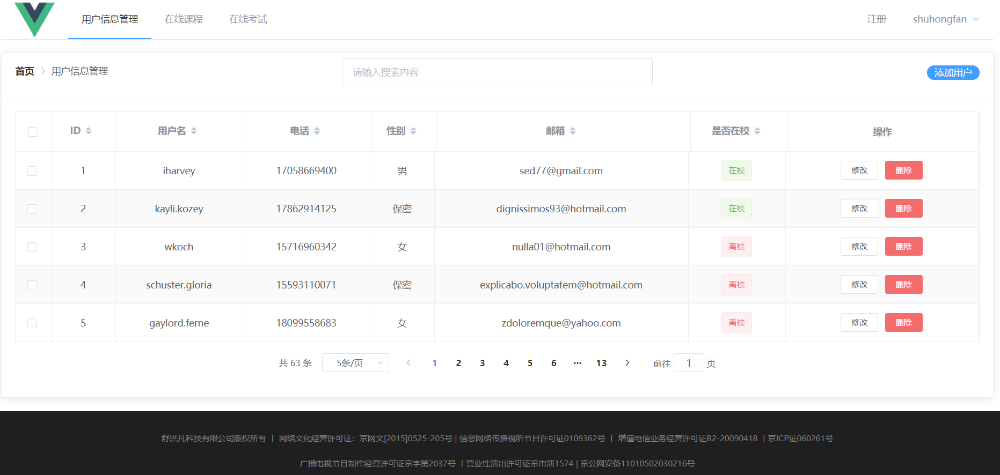 用户信息管理 在线课程 在线考试 注册 shuhongfan
首页 > 用户信息管理 请输入搜索内容 添加用户
ID 用户名 电话 性别 邮箱 是否在校 操作
1 iharvey 17058669400 男 sed77@gmail.com 在校 修改 删除
2 kayli.kozey 17862914125 保密 dignissimos93@hotmail.com 在校 修改 删除
3 wkoch 15716960342 女 nulla01@hotmail.com 离校 修改 删除
4 schuster.gloria 15593110071 保密 explicabo.voluptatem@hotmail.com 离校 修改 删除
5 gaylord.ferne 18099558683 女 zdoloremque@yahoo.com 离校 修改 删除
共 63 条 5条/页 < 1 2 3 4 5 6 ··· 13 > 前往 1 页
舒洪凡科技有限公司版权所有 | 网络文化经营许可证：京网文[2015]0525-205号 | 信息网络传播视听节目许可证0109362号 | 增值电信业务经营许可证B2-20090418 | 京ICP证060261号
广播电视节目制作经营许可证京字第2037号 | 营业性演出许可证京市演1574 | 京公网安备11010502030216号